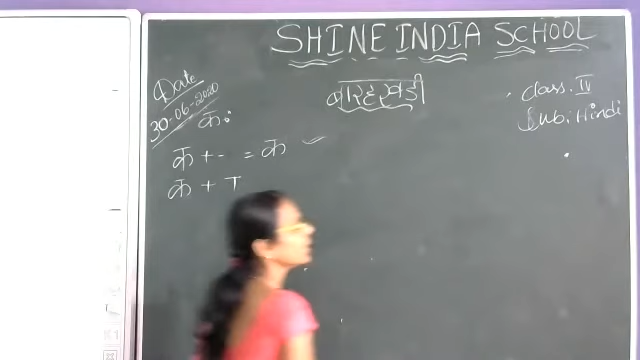 SHINE INDIA SCHOOL
Date
30-06-2020
बारहखडी
Class. IV
Sub: Hindi
क:
क + - = क
क + T